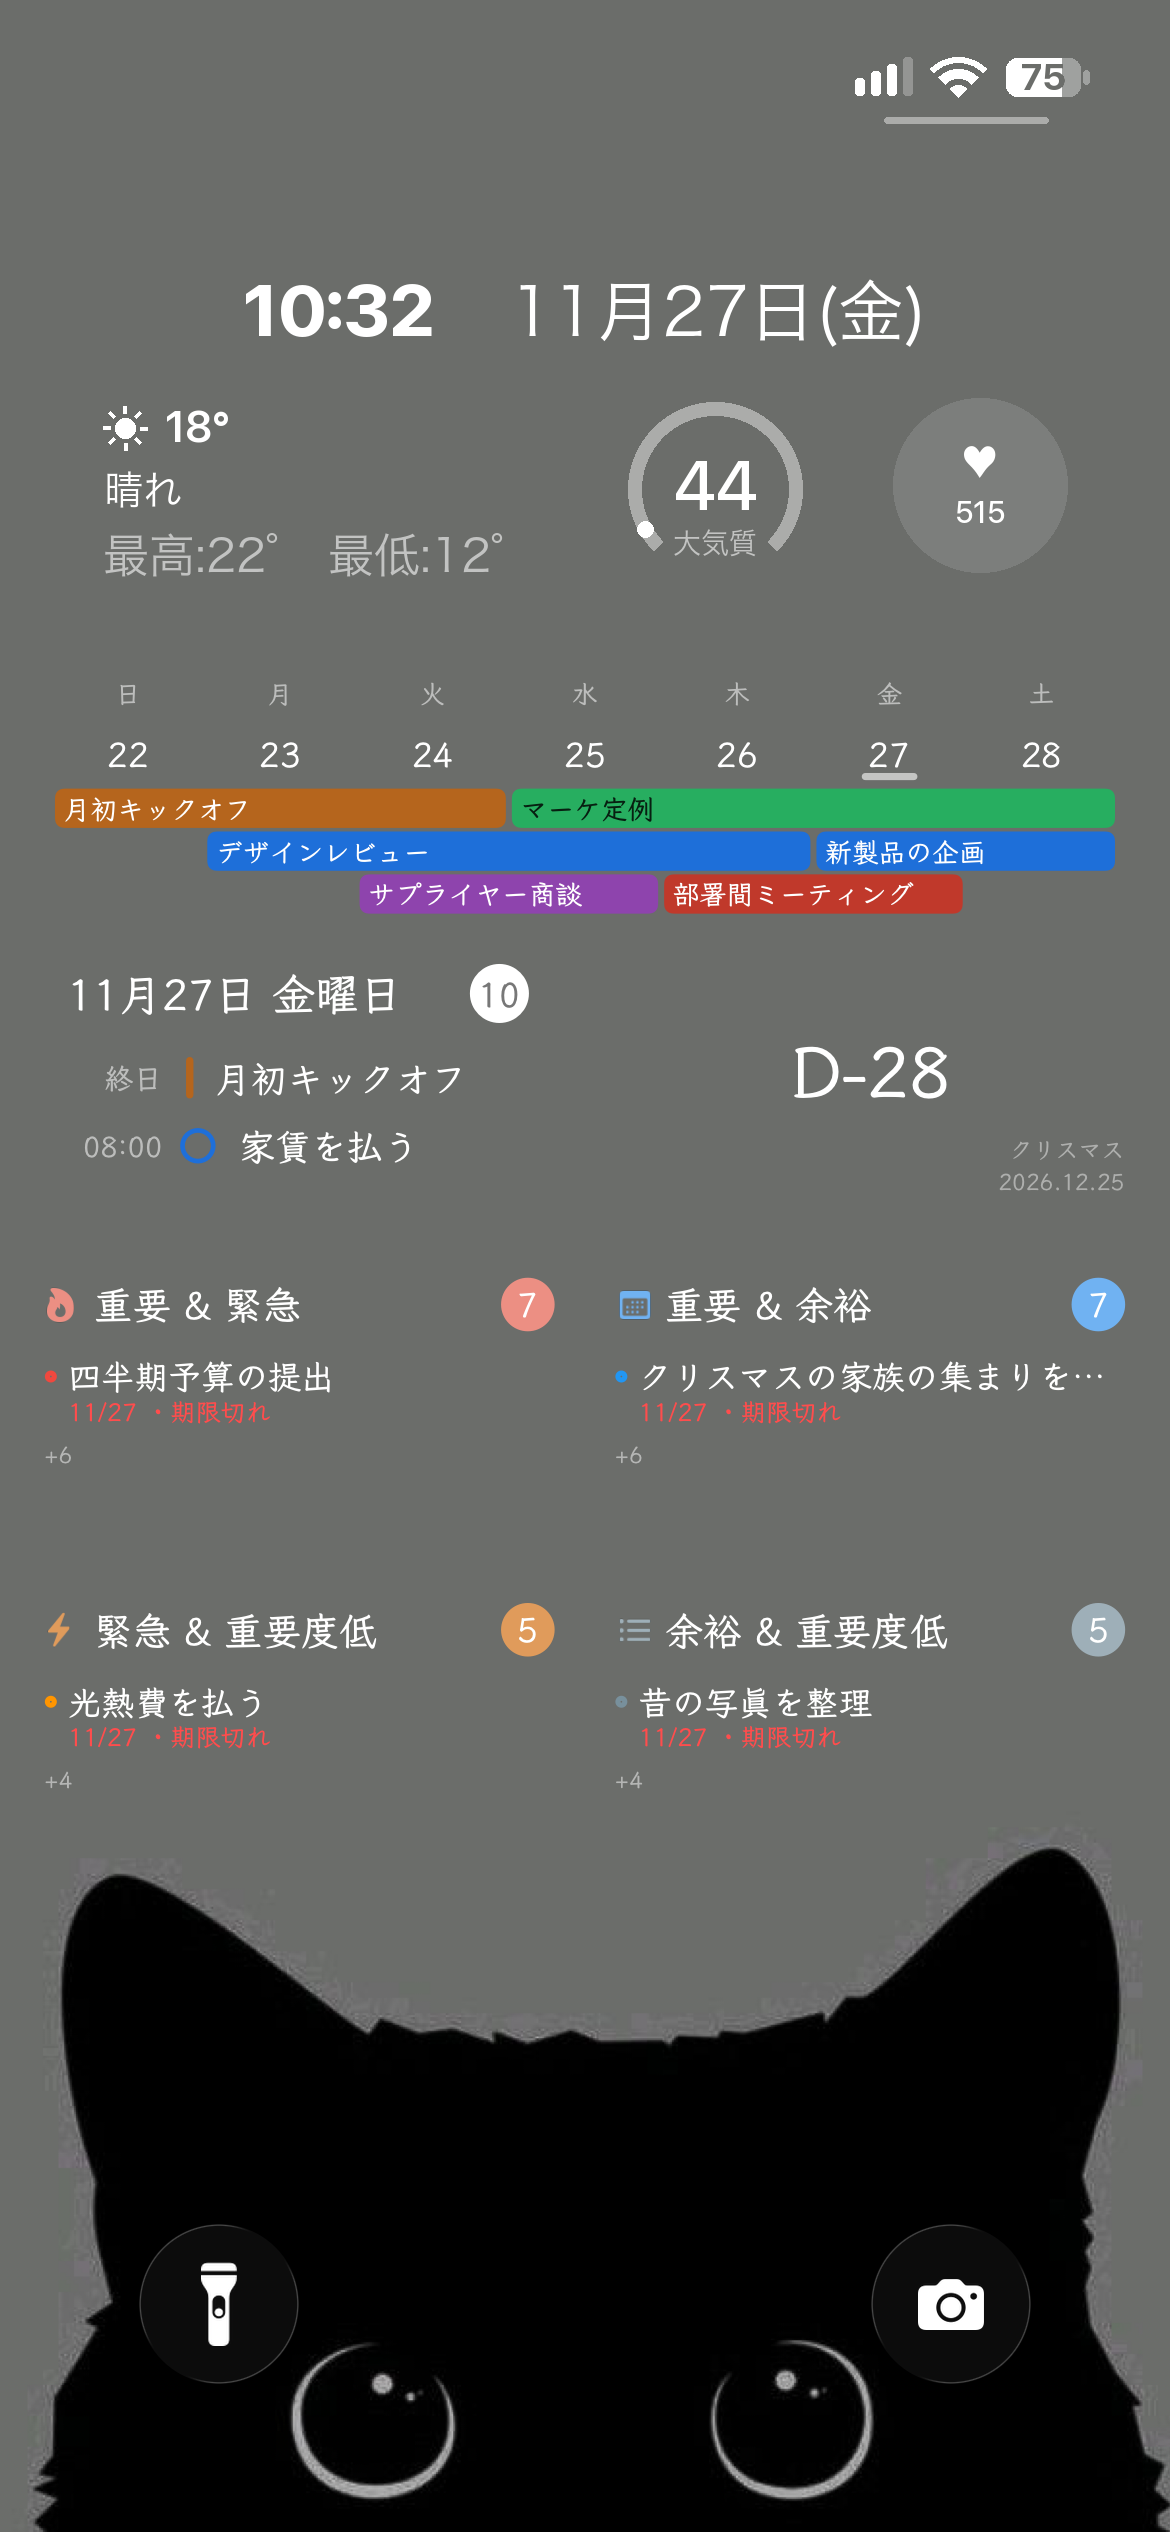 75
10:32 11月27日(金)
18°
晴れ
最高:22° 最低:12°
44
大気質
515
日 月 火 水 木 金 土
22 23 24 25 26 27 28
月初キックオフ マーケ定例
デザインレビュー 新製品の企画
サプライヤー商談 部署間ミーティング
11月27日 金曜日 10
終日 月初キックオフ
08:00 家賃を払う
D-28
クリスマス
2026.12.25
重要 & 緊急 7
四半期予算の提出
11/27 ・期限切れ
+6
重要 & 余裕 7
クリスマスの家族の集まりを…
11/27 ・期限切れ
+6
緊急 & 重要度低 5
光熱費を払う
11/27 ・期限切れ
+4
余裕 & 重要度低 5
昔の写眞を整理
11/27 ・期限切れ
+4